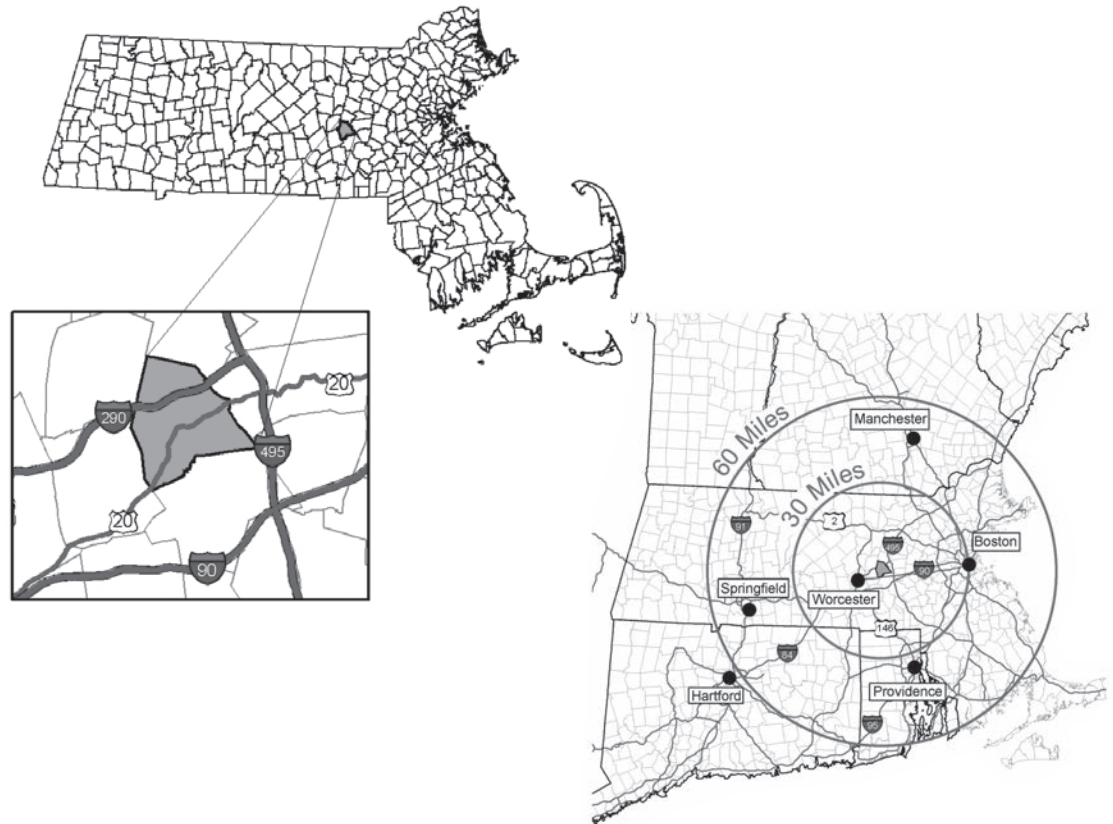 20
290
495
20
90
60 Miles
Manchester
30 Miles
91
2
495
Boston
90
Springfield
Worcester
146
84
Hartford
Providence
95